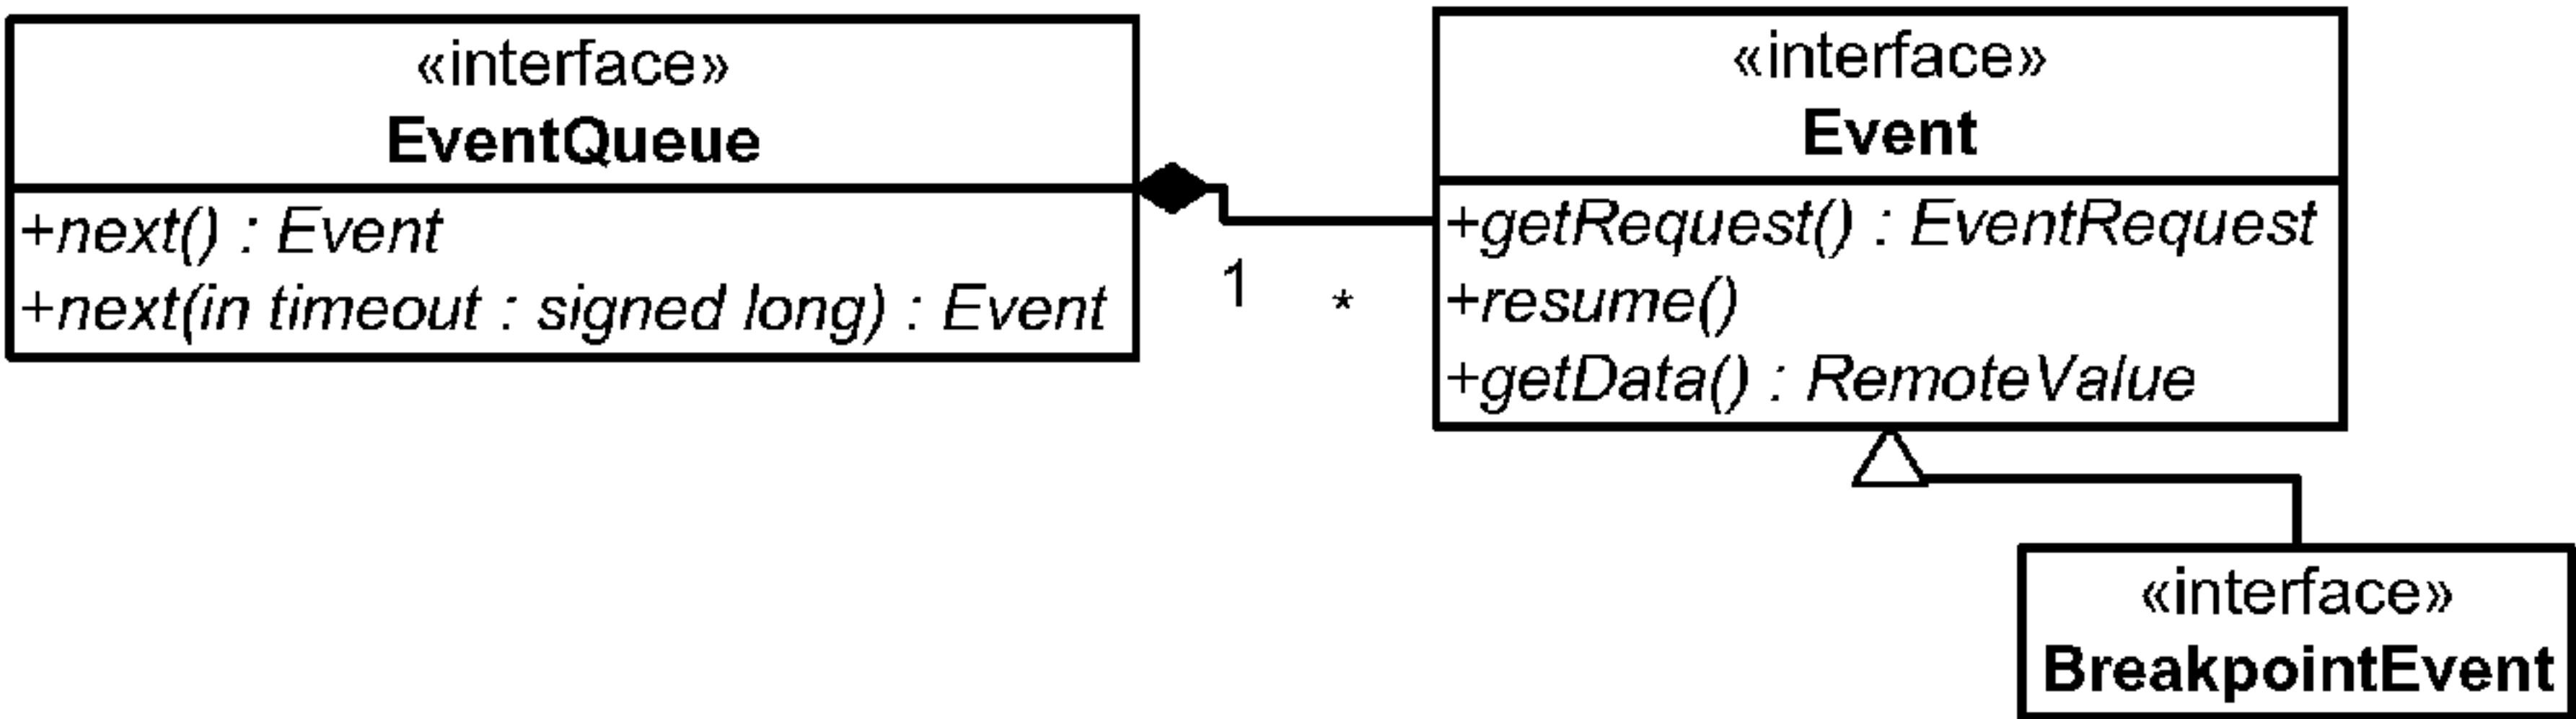 «interface»
EventQueue
+next() : Event
+next(in timeout : signed long) : Event
1
*
«interface»
Event
+getRequest() : EventRequest
+resume()
+getData() : RemoteValue
«interface»
BreakpointEvent